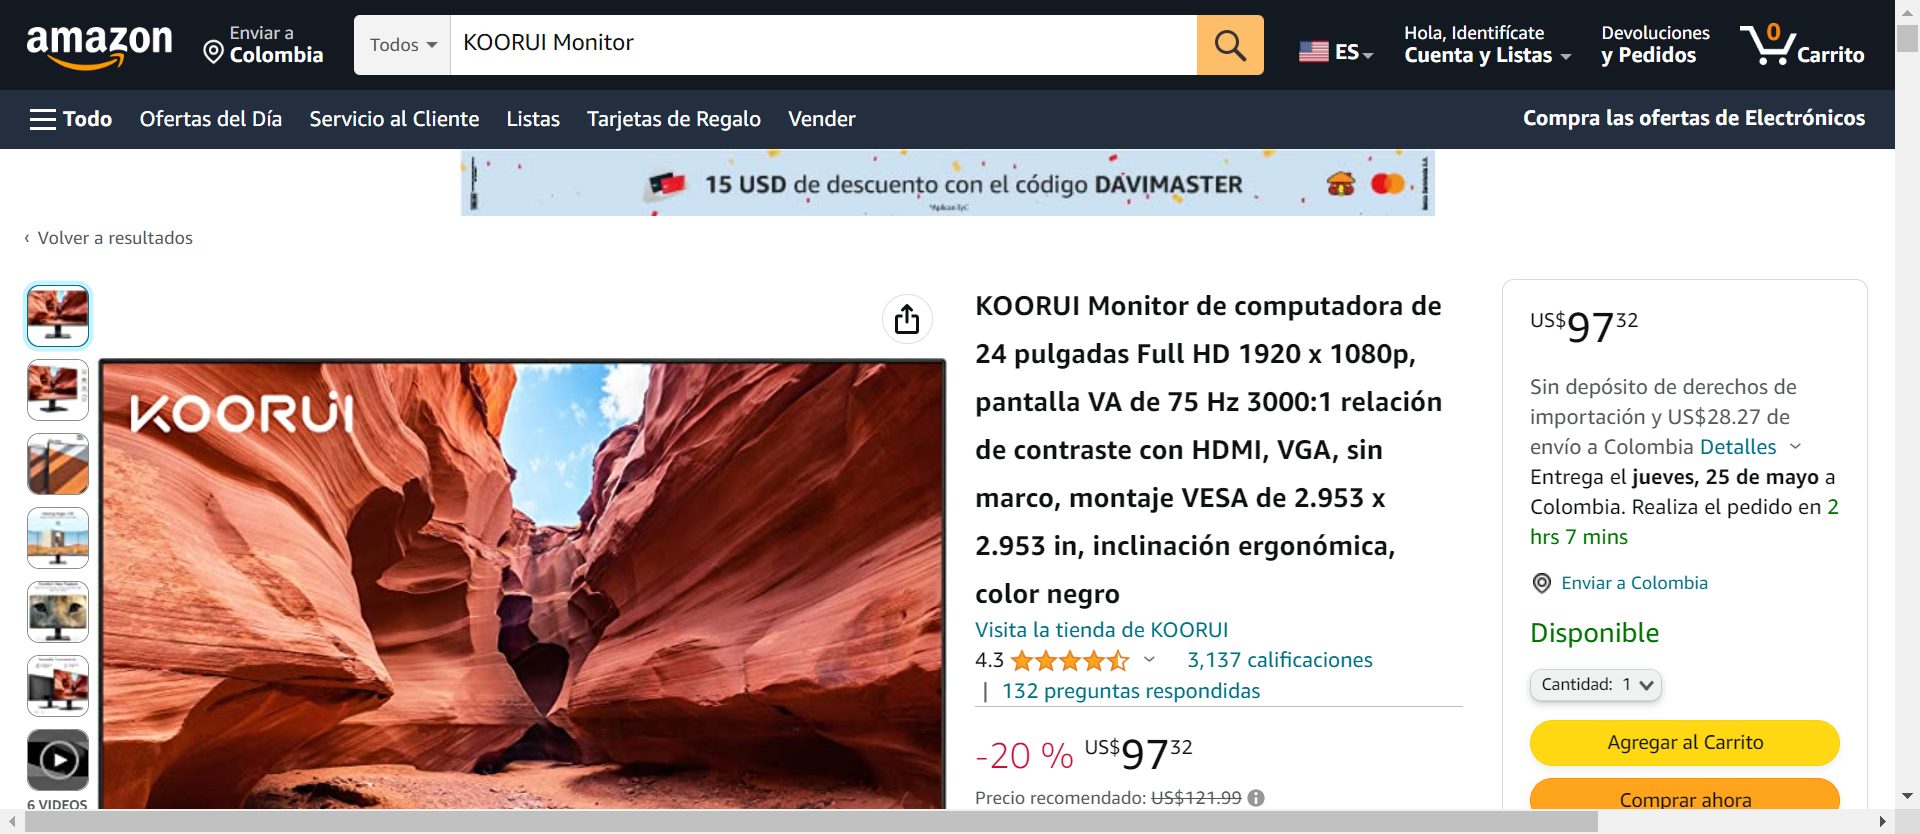 amazon
Enviar a
Colombia
Todos
KOORUI Monitor
ES
Hola, Identifícate
Cuenta y Listas
Devoluciones
y Pedidos
0
Carrito
Todo
Ofertas del Día
Servicio al Cliente
Listas
Tarjetas de Regalo
Vender
Compra las ofertas de Electrónicos
15 USD de descuento con el código DAVIMASTER
*Aplican TyC
‹ Volver a resultados
KOORUI
6 VIDEOS
KOORUI Monitor de computadora de
24 pulgadas Full HD 1920 x 1080p,
pantalla VA de 75 Hz 3000:1 relación
de contraste con HDMI, VGA, sin
marco, montaje VESA de 2.953 x
2.953 in, inclinación ergonómica,
color negro
Visita la tienda de KOORUI
4.3
3,137 calificaciones
| 132 preguntas respondidas
-20 % US$97 32
Precio recomendado: US$121.99
US$97 32
Sin depósito de derechos de
importación y US$28.27 de
envío a Colombia Detalles
Entrega el jueves, 25 de mayo a
Colombia. Realiza el pedido en 2
hrs 7 mins
Enviar a Colombia
Disponible
Cantidad: 1
Agregar al Carrito
Comprar ahora